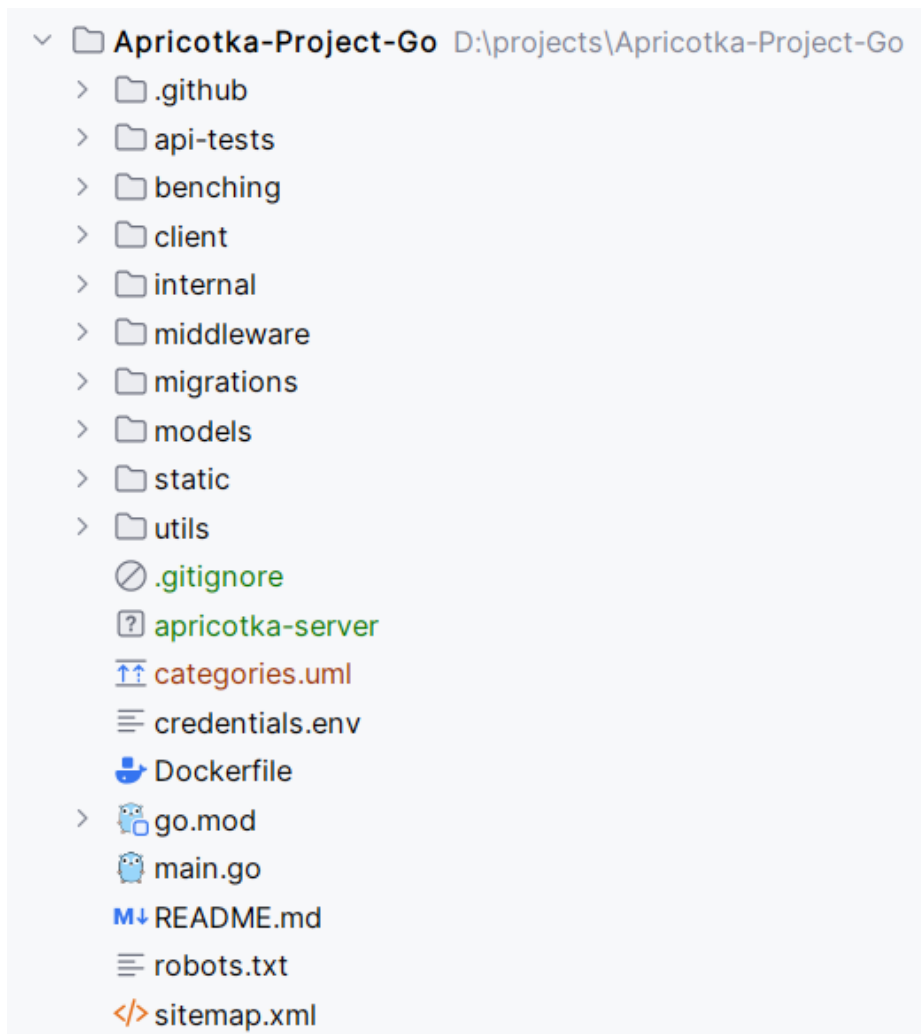 Apricotka-Project-Go D:\projects\Apricotka-Project-Go
.github
api-tests
benching
client
internal
middleware
migrations
models
static
utils
.gitignore
apricotka-server
categories.uml
credentials.env
Dockerfile
go.mod
main.go
README.md
robots.txt
sitemap.xml